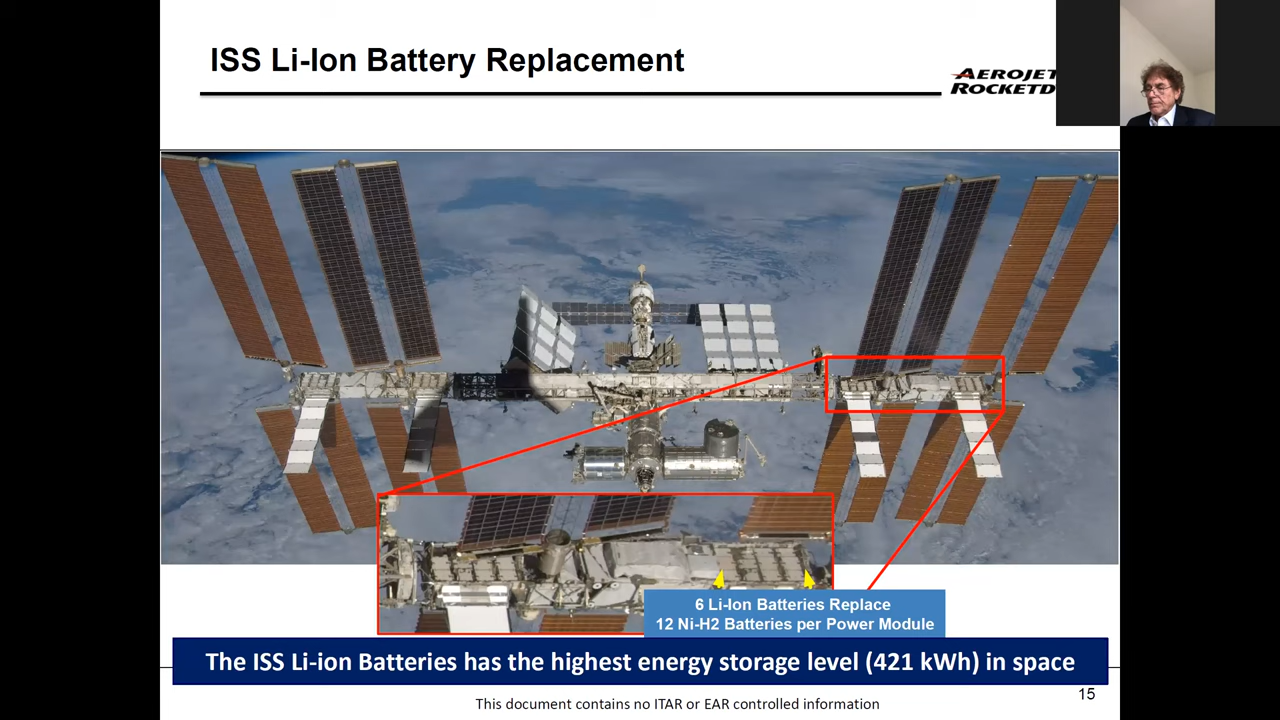 ISS Li-Ion Battery Replacement
AEROJET
ROCKETD
6 Li-Ion Batteries Replace
12 Ni-H2 Batteries per Power Module
The ISS Li-ion Batteries has the highest energy storage level (421 kWh) in space
15
This document contains no ITAR or EAR controlled information